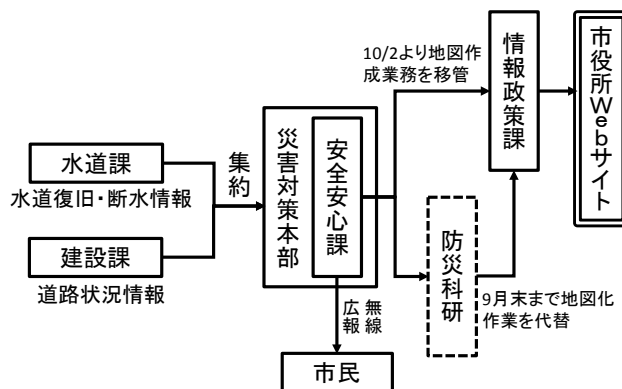 10/2より地図作
成業務を移管
情報政策課
市役所Webサイト
水道課
水道復旧・断水情報
建設課
道路状況情報
集約
災害対策本部
安全安心課
防災科研
9月末まで地図化
作業を代替
無線
広報
市民